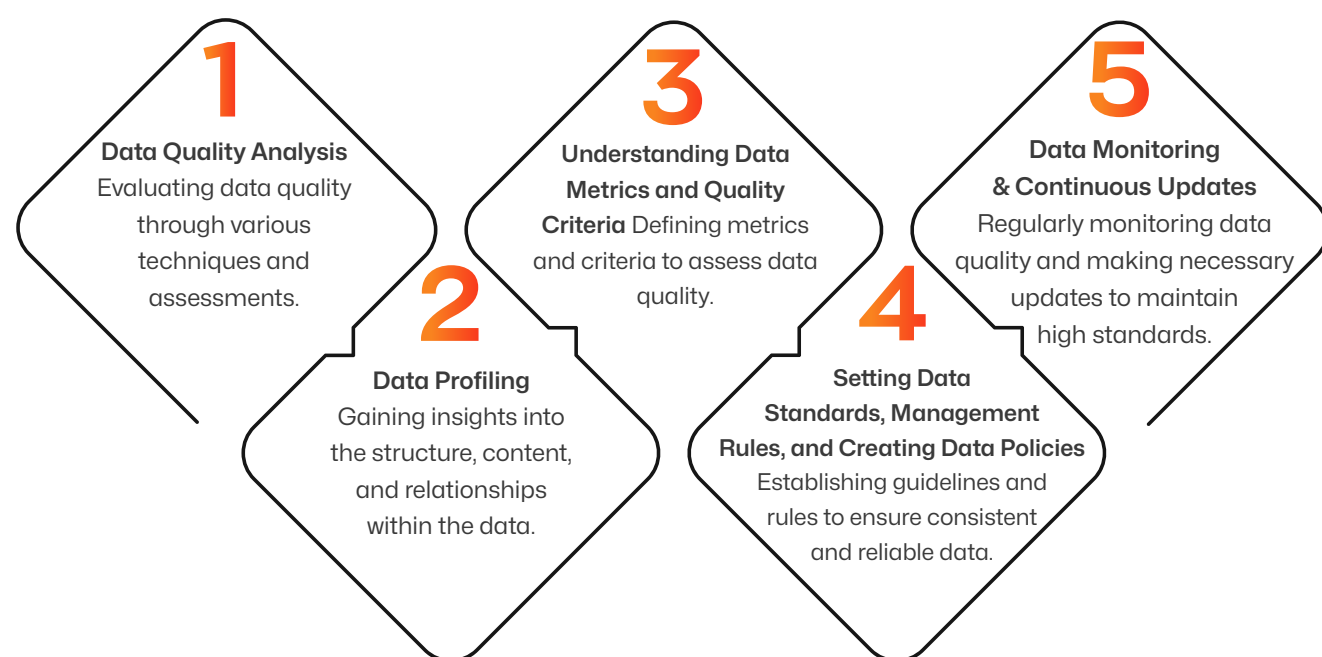 1
Data Quality Analysis
Evaluating data quality
through various
techniques and
assessments.
2
Data Profiling
Gaining insights into
the structure, content,
and relationships
within the data.
3
Understanding Data
Metrics and Quality
Criteria Defining metrics
and criteria to assess data
quality.
4
Setting Data
Standards, Management
Rules, and Creating Data Policies
Establishing guidelines and
rules to ensure consistent
and reliable data.
5
Data Monitoring
& Continuous Updates
Regularly monitoring data
quality and making necessary
updates to maintain
high standards.